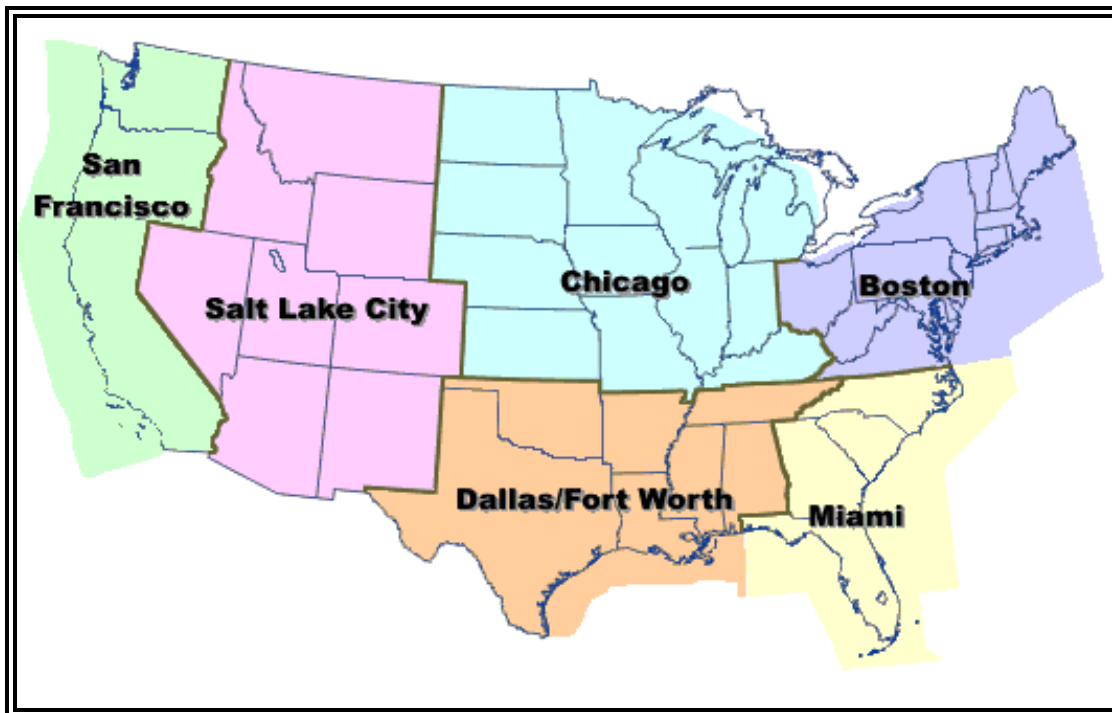 San
Francisco
Salt Lake City
Chicago
Boston
Dallas/Fort Worth
Miami